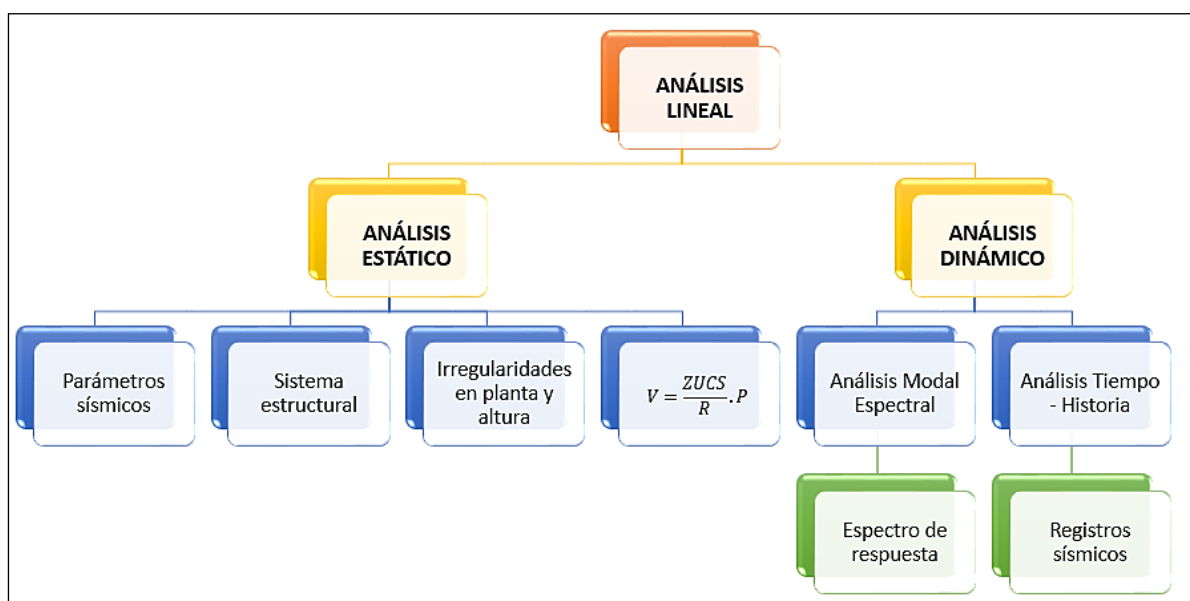 ANÁLISIS
LINEAL
ANÁLISIS
ESTÁTICO
ANÁLISIS
DINÁMICO
Parámetros
sísmicos
Sistema
estructural
Irregularidades
en planta y
altura
V = ZUCS/R . P
Análisis Modal
Espectral
Análisis Tiempo
- Historia
Espectro de
respuesta
Registros
sísmicos